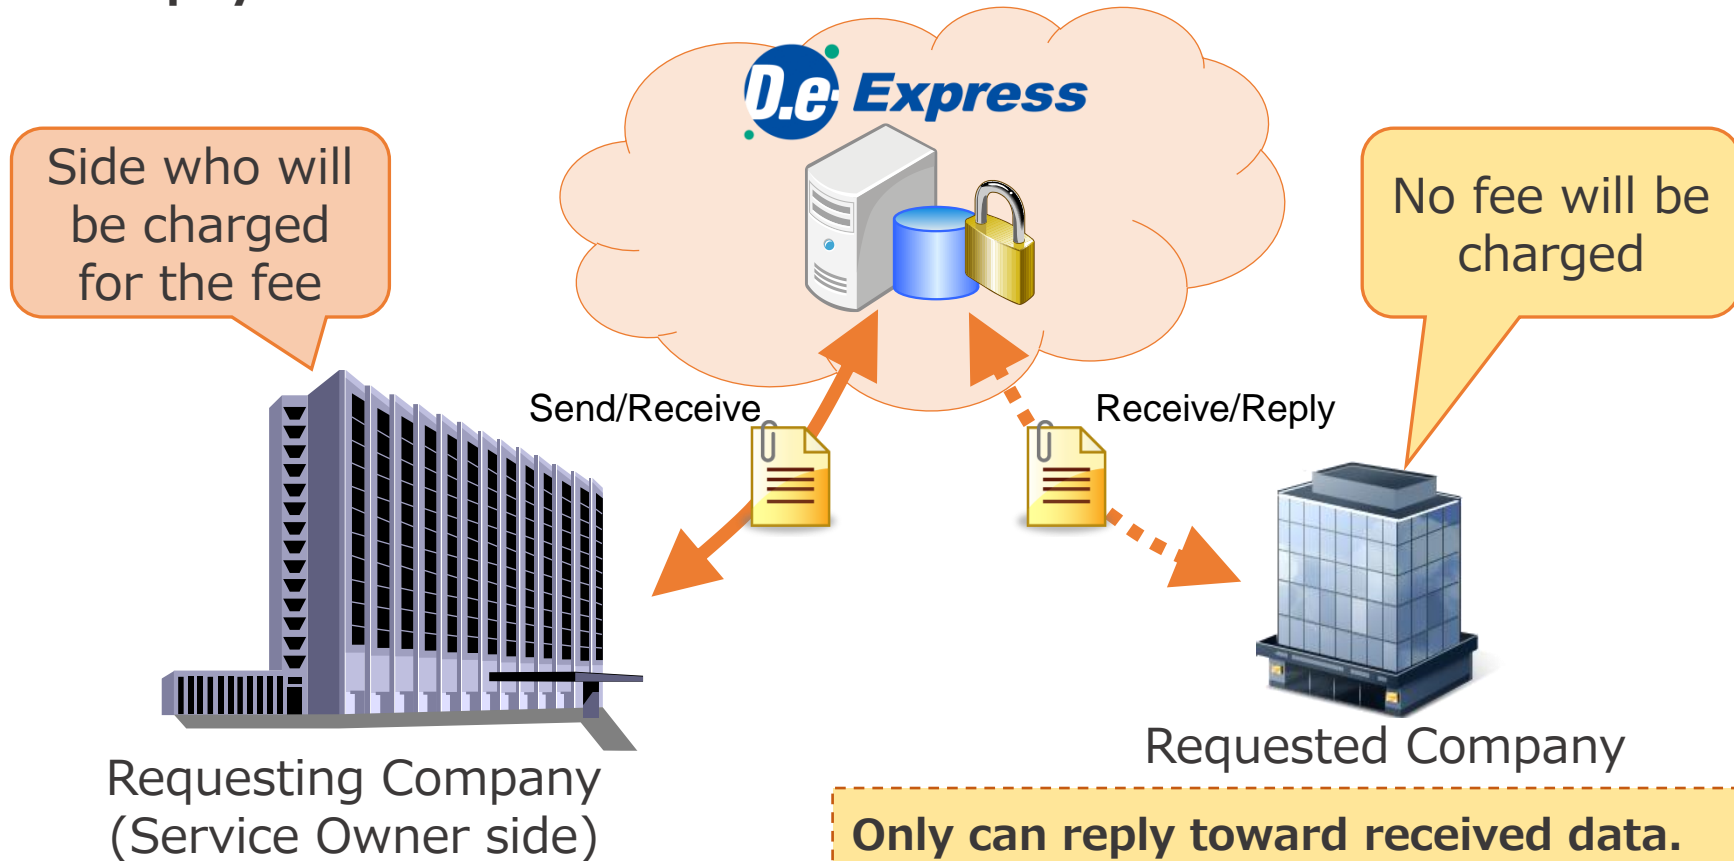 D.e-Express
Side who will
be charged
for the fee
No fee will be
charged
Send/Receive
Receive/Reply
Requested Company
Requesting Company
(Service Owner side)
Only can reply toward received data.